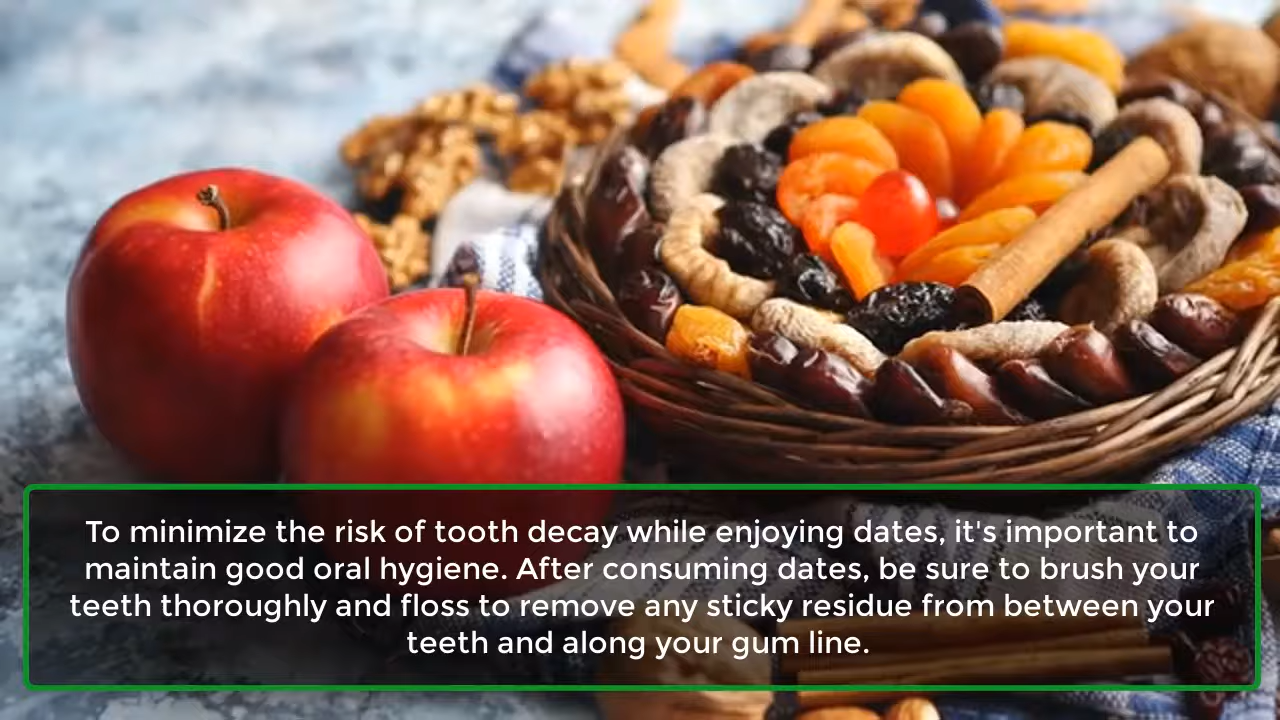 To minimize the risk of tooth decay while enjoying dates, it's important to
maintain good oral hygiene. After consuming dates, be sure to brush your
teeth thoroughly and floss to remove any sticky residue from between your
teeth and along your gum line.